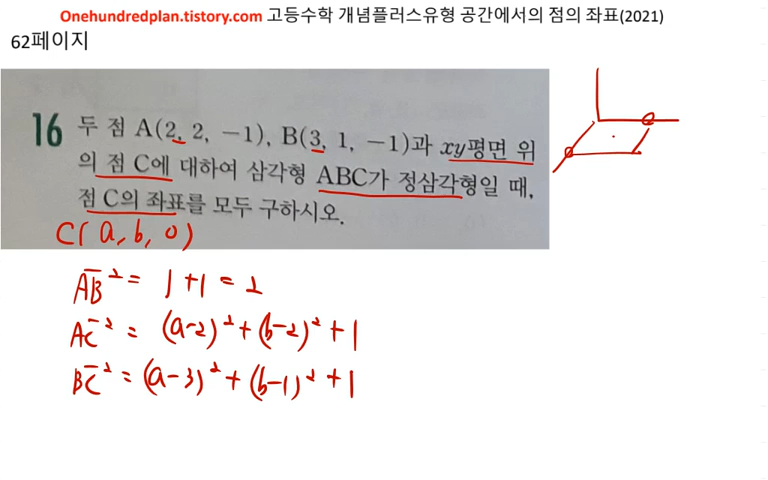 Onehundredplan.tistory.com 고등수학 개념플러스유형 공간에서의 점의 좌표(2021)
62페이지
16 두 점 A(2, 2, -1), B(3, 1, -1)과 xy평면 위
의 점 C에 대하여 삼각형 ABC가 정삼각형일 때,
점 C의 좌표를 모두 구하시오.
C(a, b, 0)
A̅B̅² = 1+1 = 2
A̅C̅² = (a-2)²+(b-2)²+1
B̅C̅² = (a-3)²+(b-1)²+1